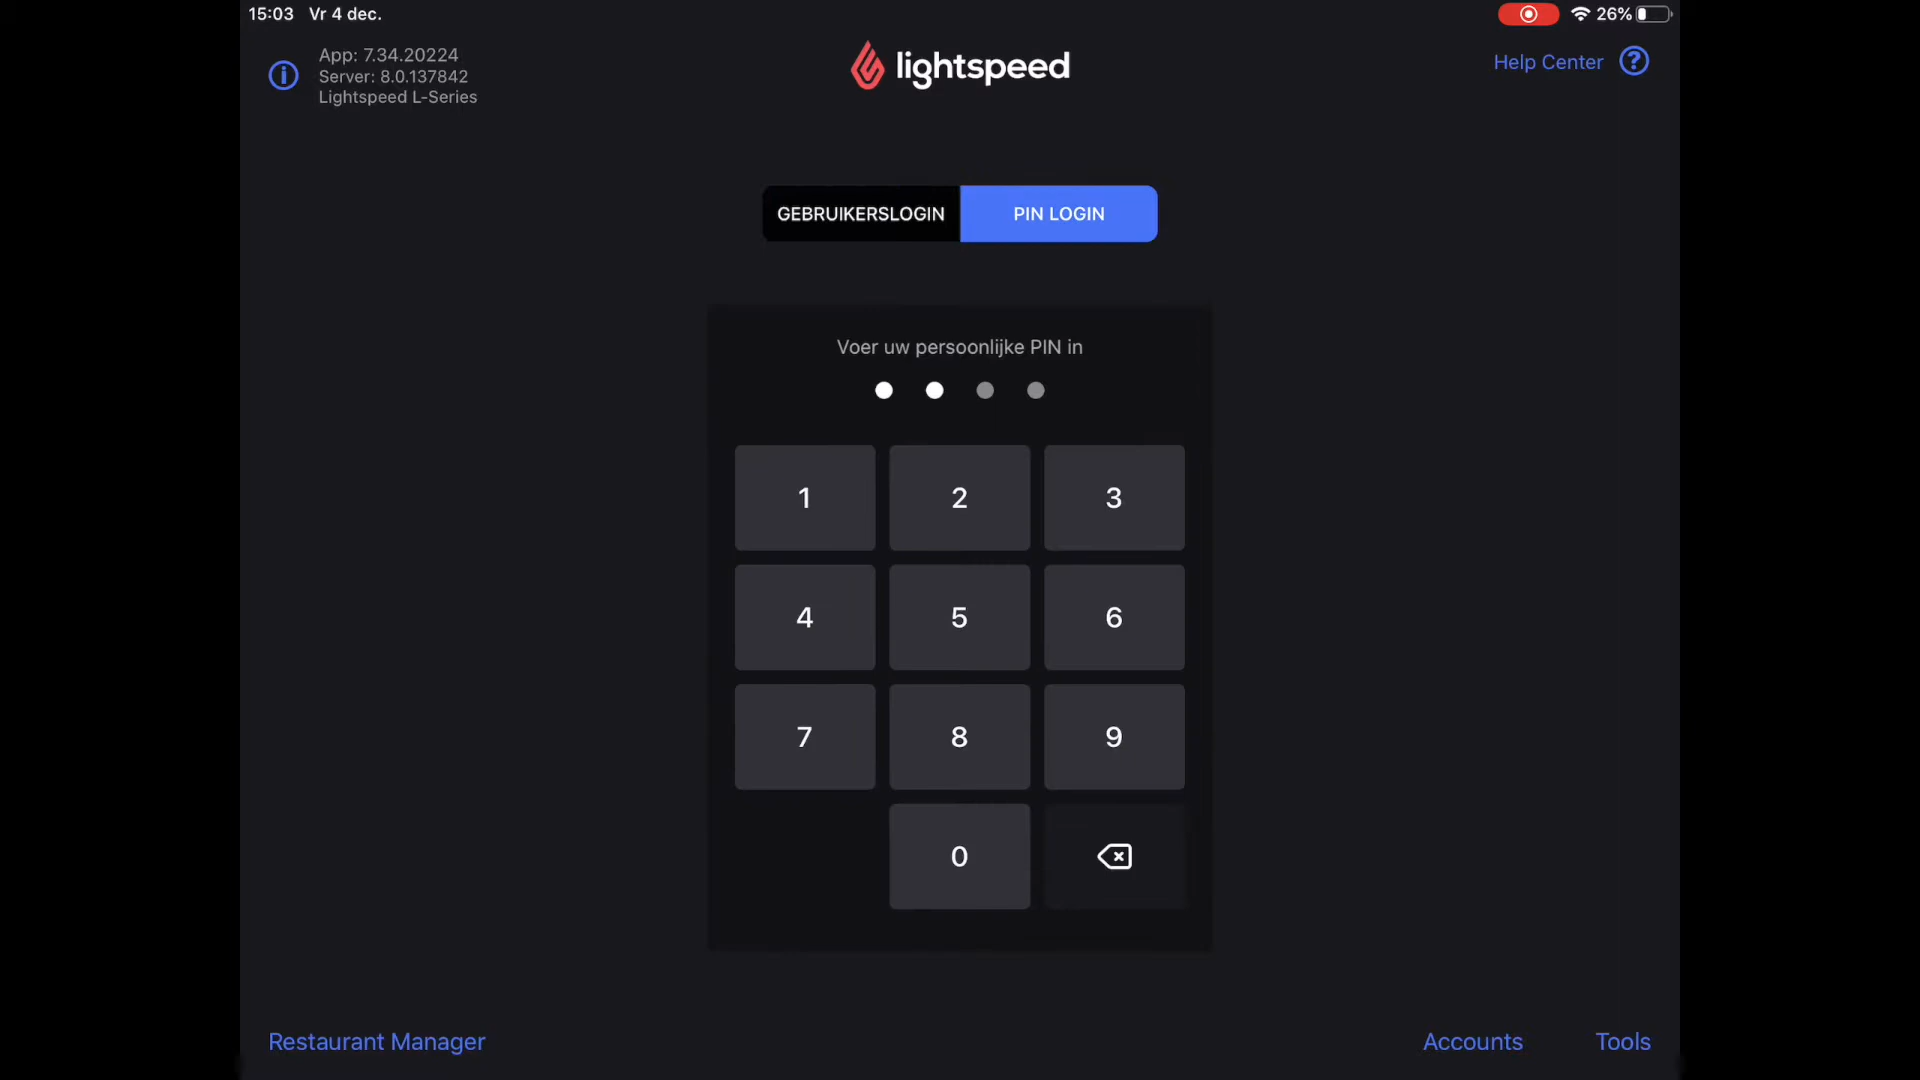 15:03 Vr 4 dec.
26%
App: 7.34.20224
Server: 8.0.137842
Lightspeed L-Series
lightspeed
Help Center
GEBRUIKERSLOGIN
PIN LOGIN
Voer uw persoonlijke PIN in
1 2 3
4 5 6
7 8 9
0
Restaurant Manager
Accounts
Tools